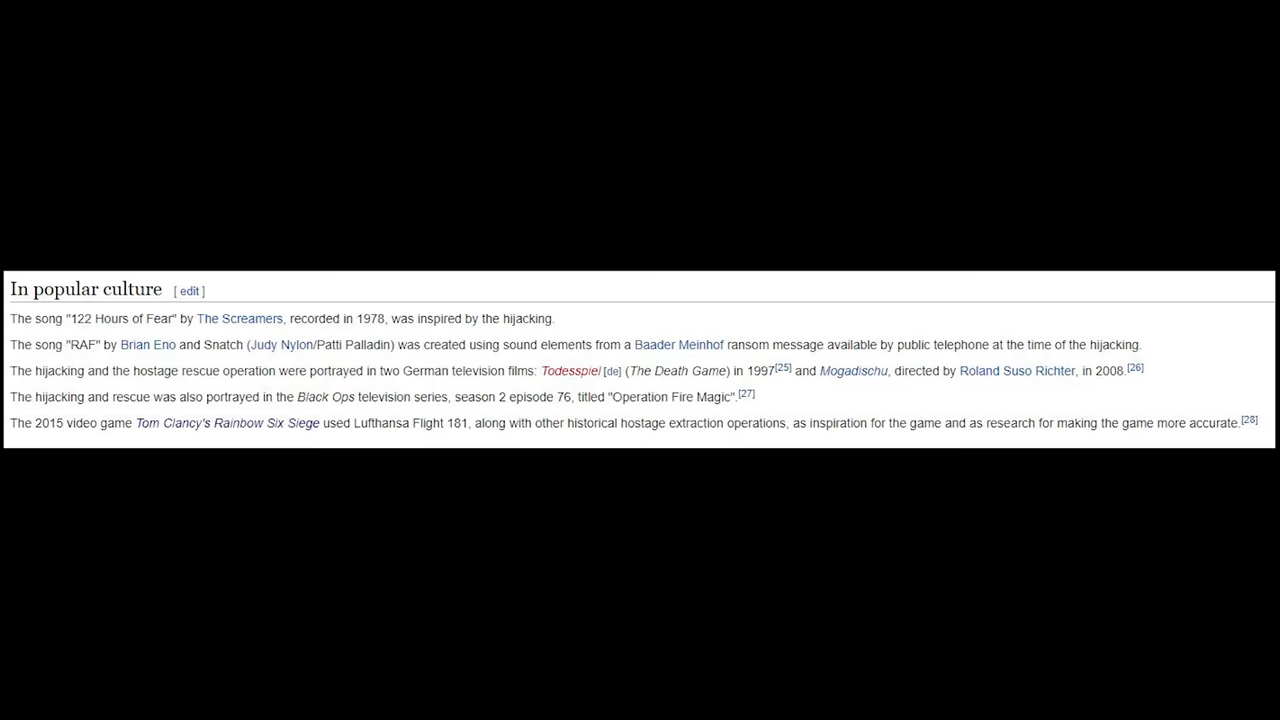 In popular culture [ edit ]
The song "122 Hours of Fear" by The Screamers, recorded in 1978, was inspired by the hijacking.
The song "RAF" by Brian Eno and Snatch (Judy Nylon/Patti Palladin) was created using sound elements from a Baader Meinhof ransom message available by public telephone at the time of the hijacking.
The hijacking and the hostage rescue operation were portrayed in two German television films: Todesspiel [de] (The Death Game) in 1997[25] and Mogadischu, directed by Roland Suso Richter, in 2008.[26]
The hijacking and rescue was also portrayed in the Black Ops television series, season 2 episode 76, titled "Operation Fire Magic".[27]
The 2015 video game Tom Clancy's Rainbow Six Siege used Lufthansa Flight 181, along with other historical hostage extraction operations, as inspiration for the game and as research for making the game more accurate.[28]